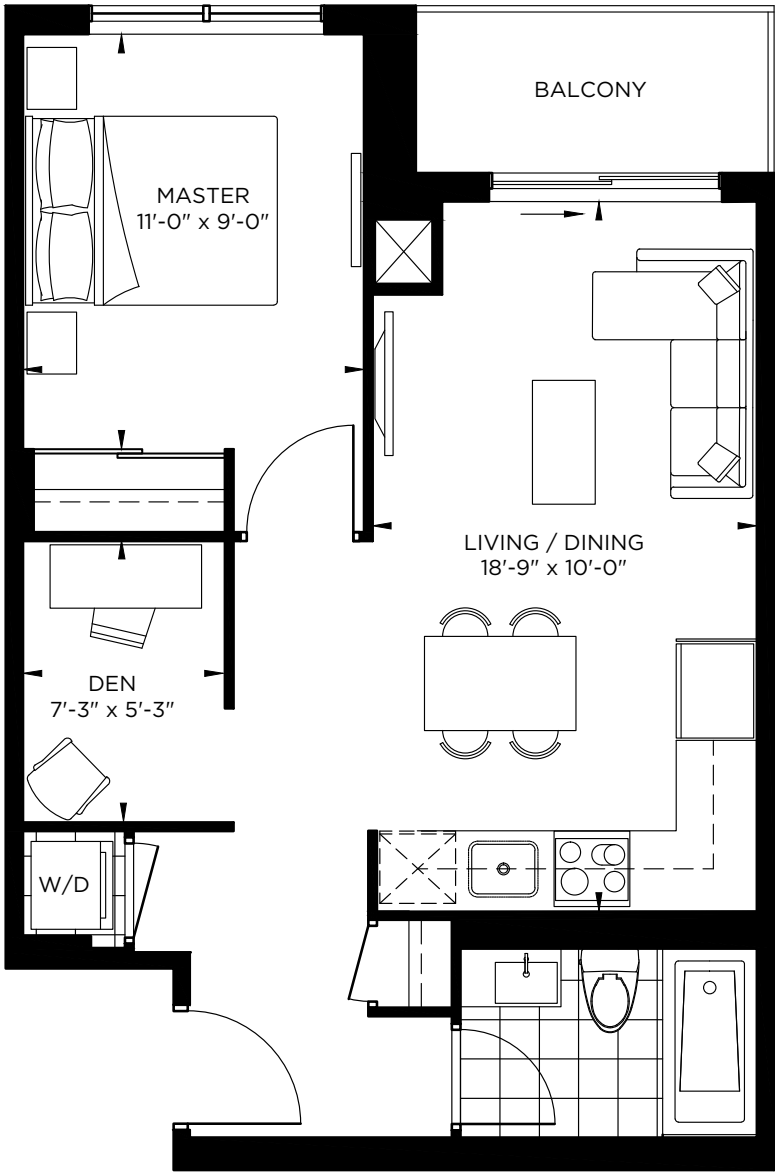 BALCONY
MASTER
11'-0" x 9'-0"
LIVING / DINING
18'-9" x 10'-0"
DEN
7'-3" x 5'-3"
W/D